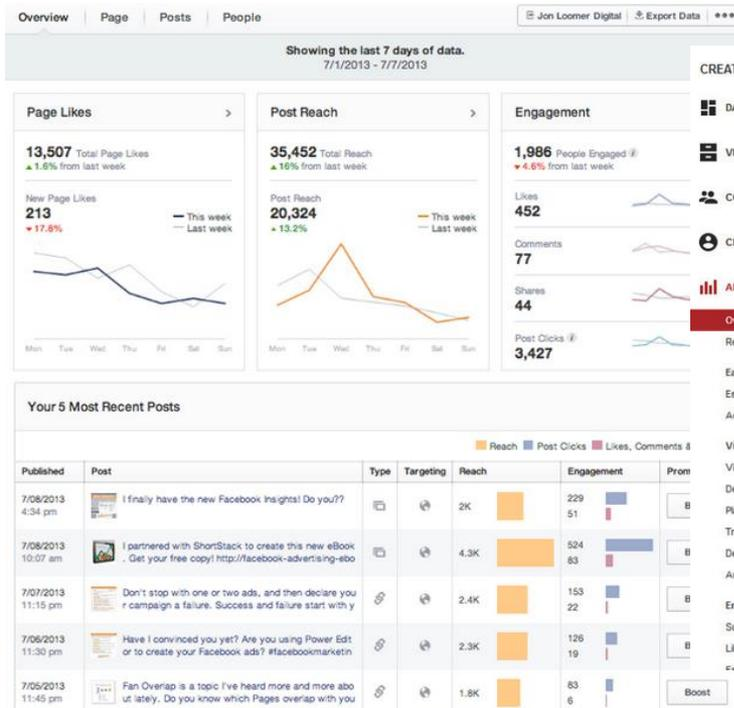 Overview Page Posts People
Jon Loomer Digital Export Data
Showing the last 7 days of data.
7/1/2013 - 7/7/2013
Page Likes
13,507 Total Page Likes
1.6% from last week
New Page Likes
213
17.6%
This week
Last week
Mon Tue Wed Thu Fri Sat Sun
Post Reach
35,452 Total Reach
16% from last week
Post Reach
20,324
13.2%
This week
Last week
Mon Tue Wed Thu Fri Sat Sun
Engagement
1,986 People Engaged
4.6% from last week
Likes
452
Comments
77
Shares
44
Post Clicks
3,427
Your 5 Most Recent Posts
Reach Post Clicks Likes, Comments &
Published Post Type Targeting Reach Engagement Prom
7/08/2013 I finally have the new Facebook Insights! Do you?? 2K 229
4:34 pm 51
7/08/2013 I partnered with ShortStack to create this new eBook 4.3K 524
10:07 am . Get your free copy! http://facebook-advertising-ebo 83
7/07/2013 Don't stop with one or two ads, and then declare you 2.4K 153
11:15 pm r campaign a failure. Success and failure start with y 22
7/06/2013 Have I convinced you yet? Are you using Power Edit 2.3K 126
11:30 pm or to create your Facebook ads? #facebookmarketin 19
7/05/2013 Fan Overlap is a topic I've heard more and more abo 1.8K 83 Boost
11:45 pm ut lately. Do you know which Pages overlap with you 6
CREAT